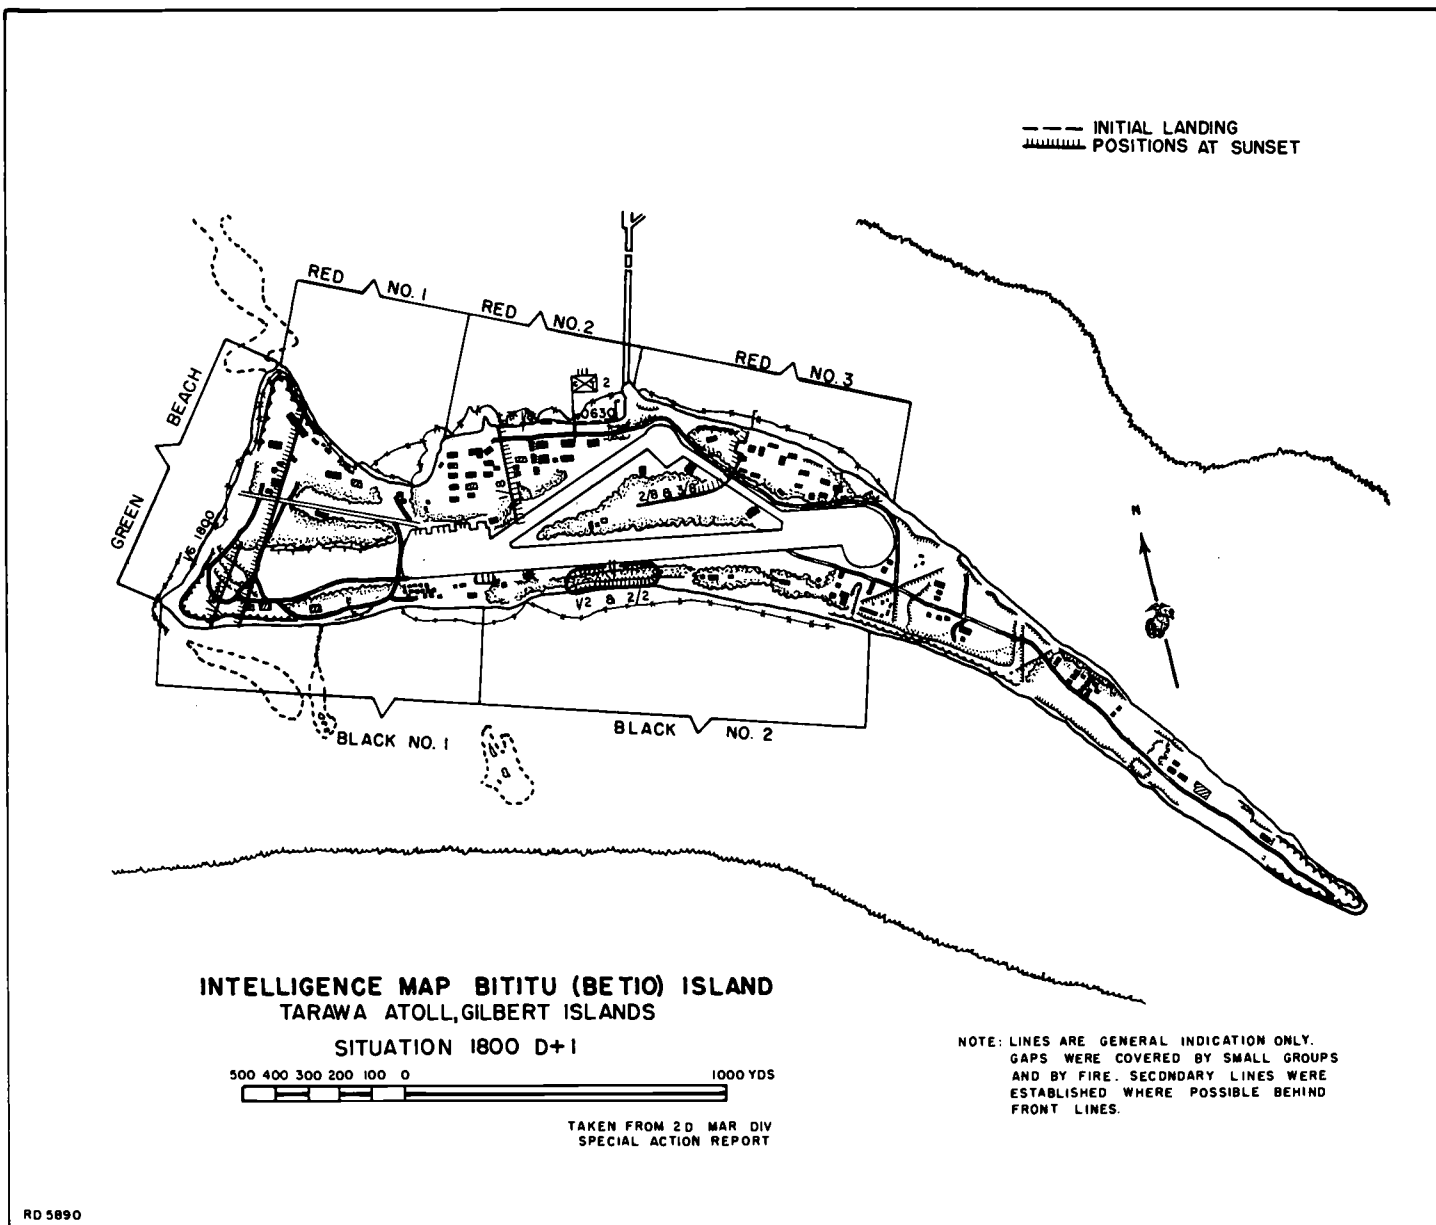 INITIAL LANDING
POSITIONS AT SUNSET
RED NO. 1
RED NO. 2
RED NO. 3
GREEN BEACH
2
0630
1/8
2/8 & 3/8
1/6 1800
N
1/2 & 2/2
BLACK NO. 1
BLACK NO. 2
INTELLIGENCE MAP BITITU (BETIO) ISLAND
TARAWA ATOLL, GILBERT ISLANDS
SITUATION 1800 D+1
500 400 300 200 100 0 1000 YDS
TAKEN FROM 2D MAR DIV
SPECIAL ACTION REPORT
NOTE: LINES ARE GENERAL INDICATION ONLY.
GAPS WERE COVERED BY SMALL GROUPS
AND BY FIRE. SECONDARY LINES WERE
ESTABLISHED WHERE POSSIBLE BEHIND
FRONT LINES.
RD 5890